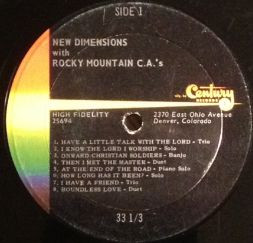 SIDE 1
NEW DIMENSIONS
with
ROCKY MOUNTAIN C.A.'s
Century
RECORDS
HIGH FIDELITY
25694
2370 East Ohio Avenue
Denver, Colorado
1. HAVE A LITTLE TALK WITH THE LORD - Trio
2. I KNOW THE LORD I WORSHIP - Solo
3. ONWARD CHRISTIAN SOLDIERS - Banjo
4. THEN I MET THE MASTER - Duet
5. AT THE END OF THE ROAD - Piano Solo
6. HOW LONG HAS IT BEEN? - Solo
7. I HAVE A FRIEND - Trio
8. BOUNDLESS LOVE - Duet
33 1/3